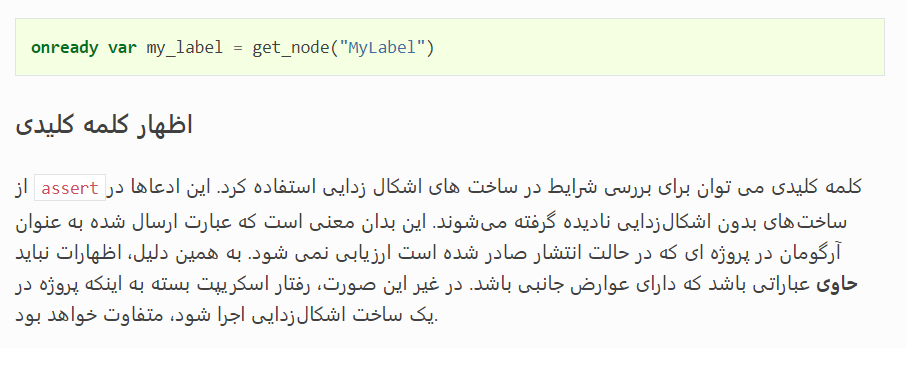 onready var my_label = get_node("MyLabel")
اظهار کلمه کلیدی
از assert کلمه کلیدی می توان برای بررسی شرایط در ساخت های اشکال زدایی استفاده کرد. این ادعاها در
ساخت‌های بدون اشکال‌زدایی نادیده گرفته می‌شوند. این بدان معنی است که عبارت ارسال شده به عنوان
آرگومان در پروژه ای که در حالت انتشار صادر شده است ارزیابی نمی شود. به همین دلیل، اظهارات نباید
حاوی عباراتی باشد که دارای عوارض جانبی باشد. در غیر این صورت، رفتار اسکریپت بسته به اینکه پروژه در
یک ساخت اشکال‌زدایی اجرا شود، متفاوت خواهد بود.